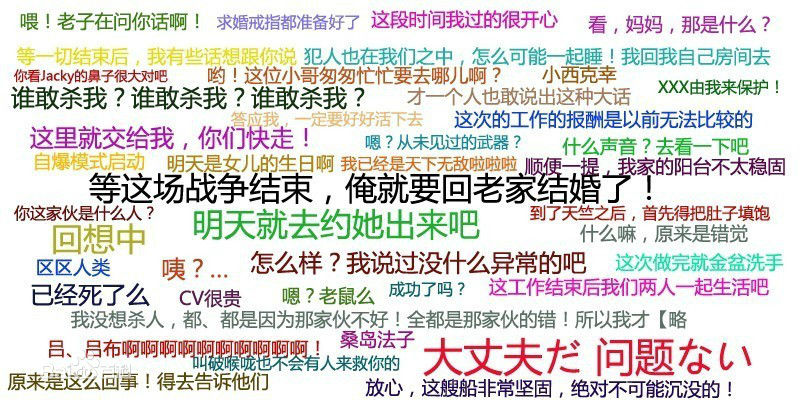 喂！老子在问你话啊！ 求婚戒指都准备好了 这段时间我过的很开心 看，妈妈，那是什么？
等一切结束后，我有些话想跟你说 犯人也在我们之中，怎么可能一起睡！我回我自己房间去
你看Jacky的鼻子很大对吧 哟！这位小哥匆匆忙忙要去哪儿啊？ 小西克幸 XXX由我来保护！
谁敢杀我？谁敢杀我？谁敢杀我？ 才一个人也敢说出这种大话
答应我，一定要好好活下去 这次的工作的报酬是以前无法比较的
这里就交给我，你们快走！ 嗯？从未见过的武器？ 什么声音？去看一下吧
自爆模式启动 明天是女儿的生日啊 我已经是天下无敌啦啦啦 顺便一提，我家的阳台不太稳固
等这场战争结束，俺就要回老家结婚了！
你这家伙是什么人？ 明天就去约她出来吧 到了天竺之后，首先得把肚子填饱
回想中 什么嘛，原来是错觉
区区人类 咦？... 怎么样？我说过没什么异常的吧 这次做完就金盆洗手
已经死了么 CV很贵 嗯？老鼠么 成功了吗？ 这工作结束后我们两人一起生活吧
我没想杀人，都、都是因为那家伙不好！全都是那家伙的错！所以我才【略
吕、吕布啊啊啊啊啊啊啊啊啊啊！ 桑岛法子
叫破喉咙也不会有人来救你的 大丈夫だ 问题ない
Bai百科
原来是这么回事！得去告诉他们 放心，这艘船非常坚固，绝对不可能沉没的！